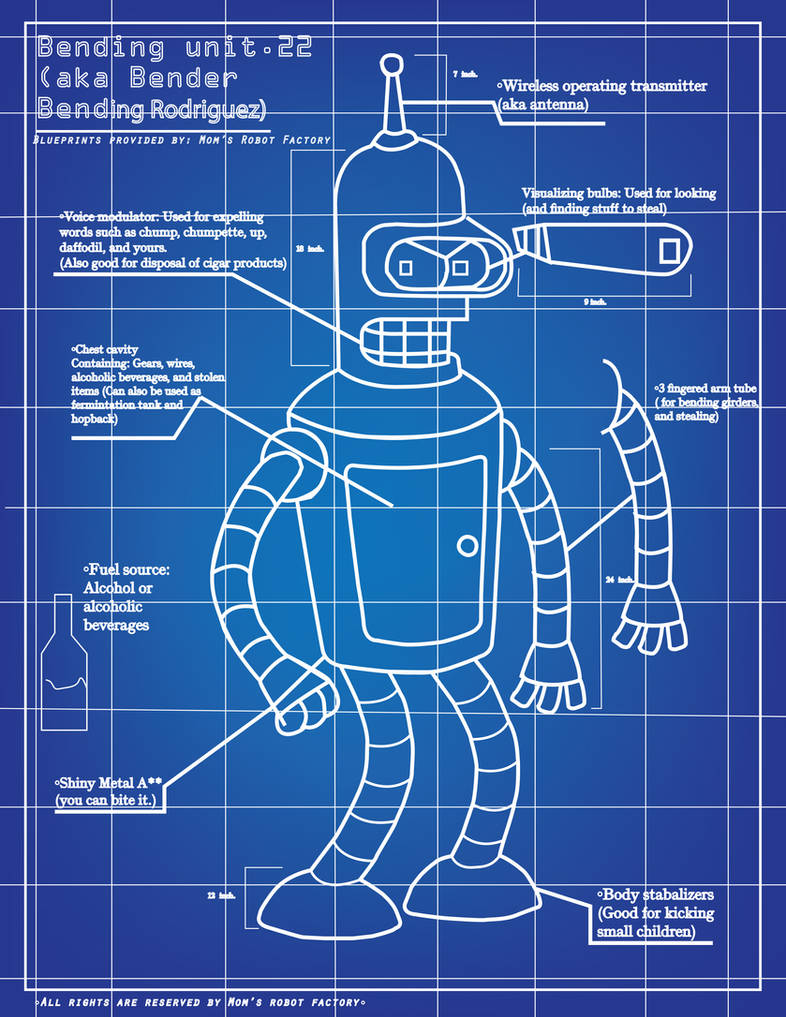 Bending unit.22
(aka Bender
Bending Rodriguez)
Blueprints provided by: Mom's Robot Factory
7 inch.
◦Wireless operating transmitter
(aka antenna)
Visualizing bulbs: Used for looking
(and finding stuff to steal)
◦Voice modulator: Used for expelling
words such as chump, chumpette, up,
daffodil, and yours.
(Also good for disposal of cigar products)
18 inch.
9 inch.
◦Chest cavity
Containing: Gears, wires,
alcoholic beverages, and stolen
items (Can also be used as
fermintation tank and
hopback)
◦3 fingered arm tube
( for bending girders,
and stealing)
24 inch.
◦Fuel source:
Alcohol or
alcoholic
beverages
◦Shiny Metal A**
(you can bite it.)
12 inch.
◦Body stabalizers
(Good for kicking
small children)
◦All rights are reserved by Mom's robot factory◦